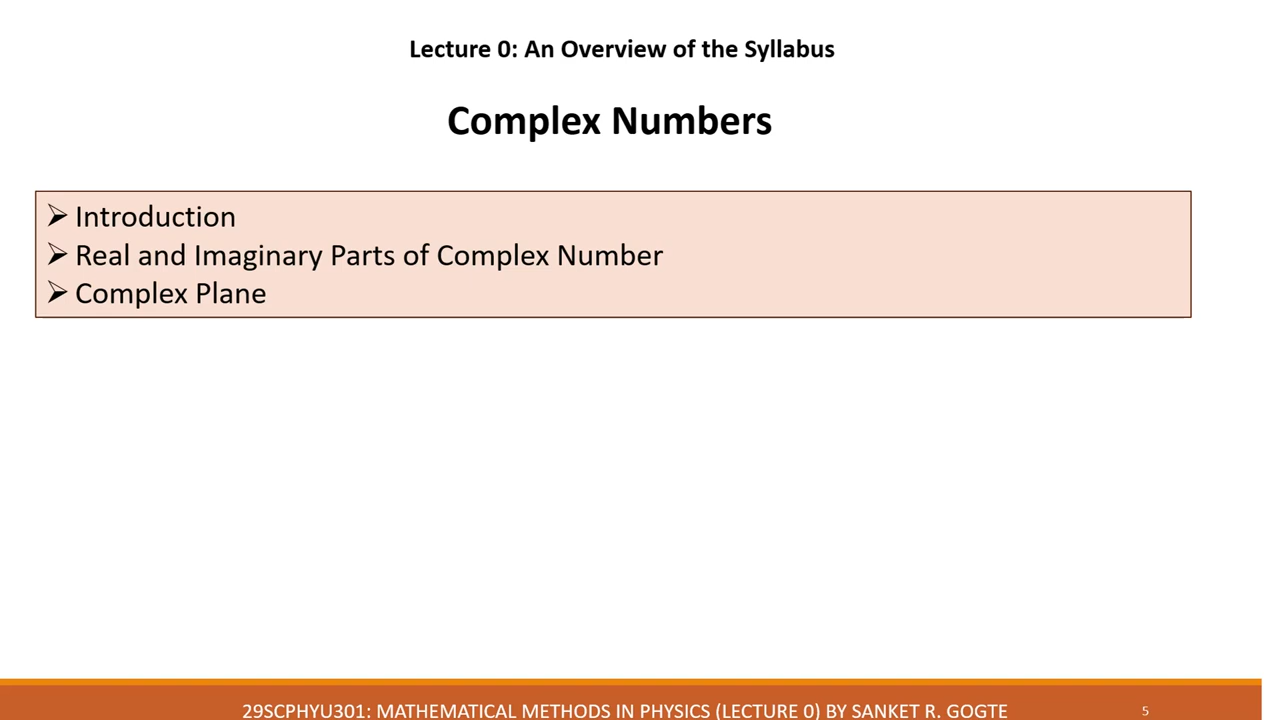 Lecture 0: An Overview of the Syllabus
Complex Numbers
➢ Introduction
➢ Real and Imaginary Parts of Complex Number
➢ Complex Plane
29SCPHYU301: MATHEMATICAL METHODS IN PHYSICS (LECTURE 0) BY SANKET R. GOGTE 5